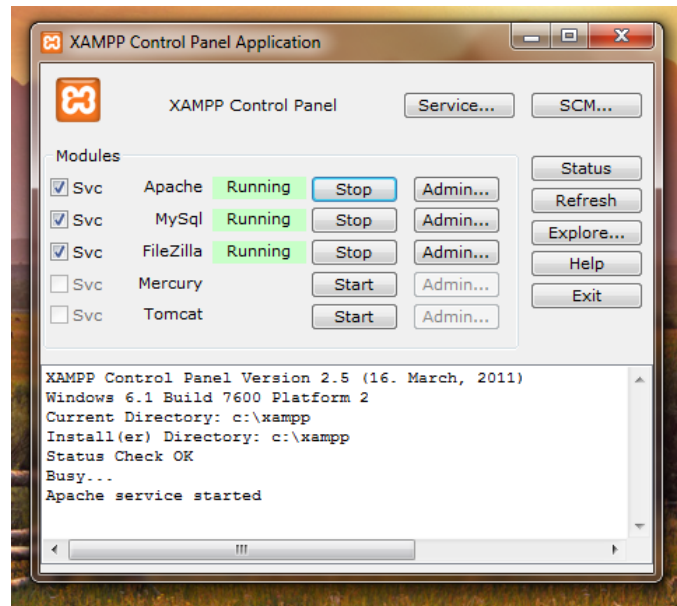 XAMPP Control Panel Application
XAMPP Control Panel Service... SCM...
Modules
Svc Apache Running Stop Admin...
Svc MySql Running Stop Admin...
Svc FileZilla Running Stop Admin...
Svc Mercury Start Admin...
Svc Tomcat Start Admin...
Status
Refresh
Explore...
Help
Exit
XAMPP Control Panel Version 2.5 (16. March, 2011)
Windows 6.1 Build 7600 Platform 2
Current Directory: c:\xampp
Install(er) Directory: c:\xampp
Status Check OK
Busy...
Apache service started